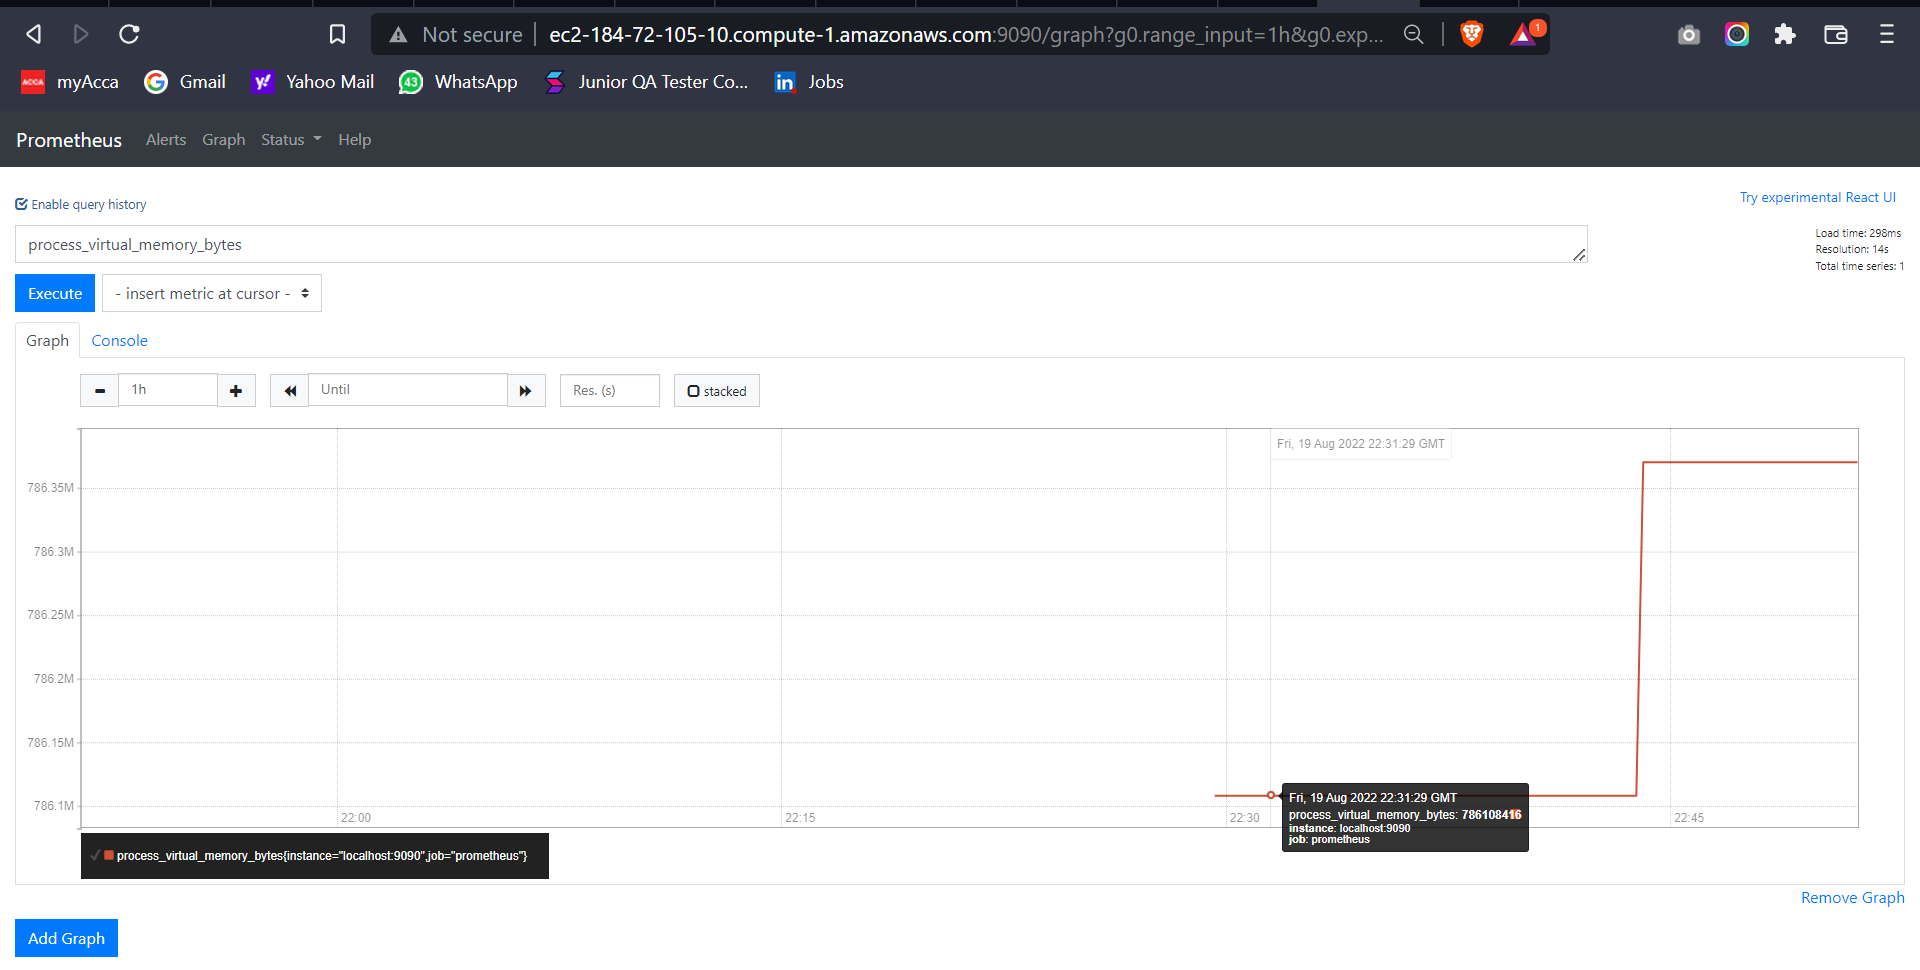 Not secure ec2-184-72-105-10.compute-1.amazonaws.com:9090/graph?g0.range_input=1h&g0.exp... 1
ACCA myAcca
Gmail
y! Yahoo Mail
43 WhatsApp
Junior QA Tester Co...
in Jobs
Prometheus Alerts Graph Status Help
Enable query history
Try experimental React UI
process_virtual_memory_bytes
Load time: 298ms
Resolution: 14s
Total time series: 1
Execute - insert metric at cursor -
Graph Console
1h Until Res. (s) stacked
Fri, 19 Aug 2022 22:31:29 GMT
786.35M
786.3M
786.25M
786.2M
786.15M
786.1M
22:00 22:15 22:30 22:45
Fri, 19 Aug 2022 22:31:29 GMT
process_virtual_memory_bytes: 786108416
instance: localhost:9090
job: prometheus
process_virtual_memory_bytes{instance="localhost:9090",job="prometheus"}
Remove Graph
Add Graph